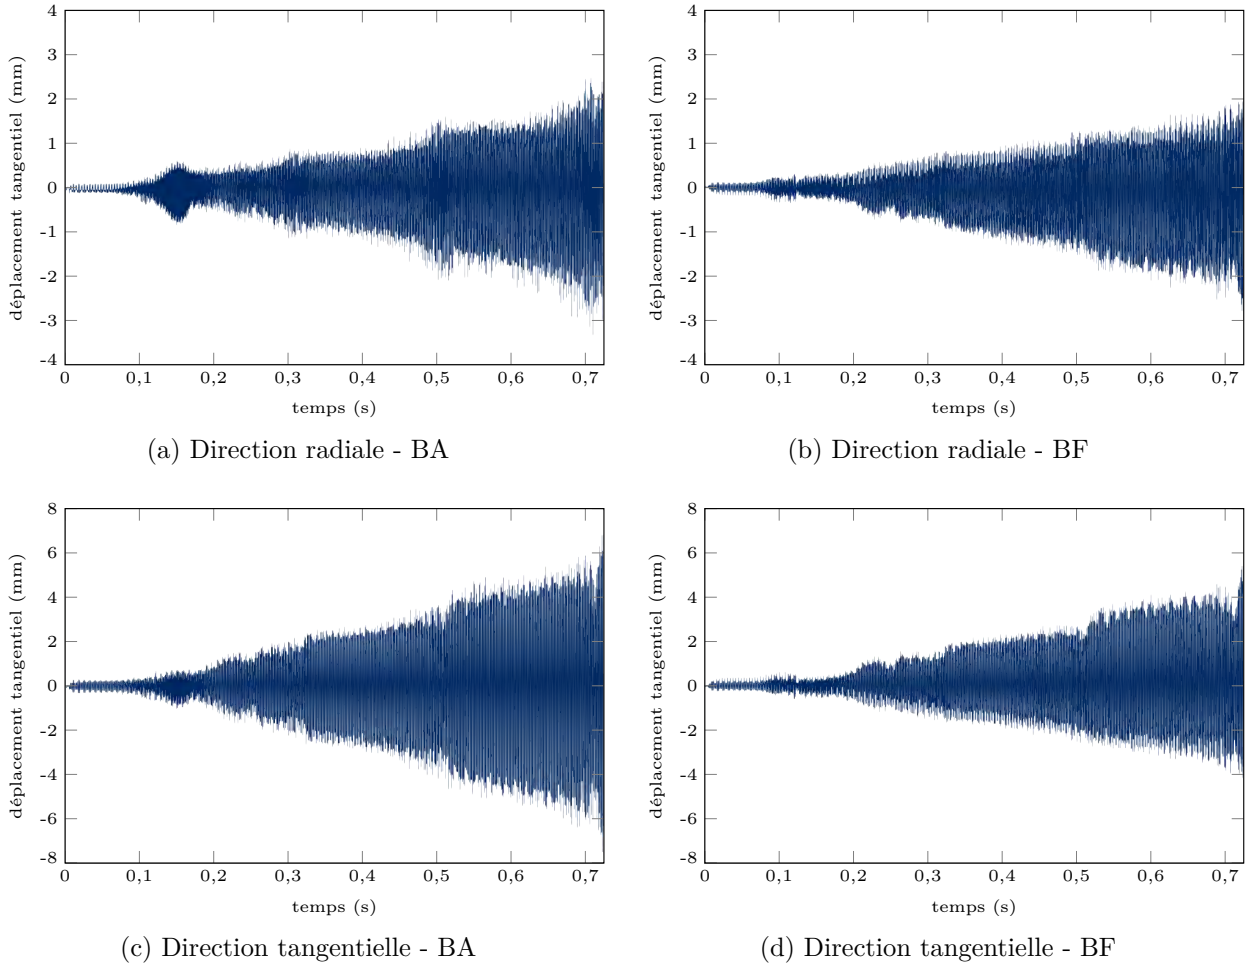 déplacement tangentiel (mm)
4
3
2
1
0
-1
-2
-3
-4
0 0,1 0,2 0,3 0,4 0,5 0,6 0,7
temps (s)
(a) Direction radiale - BA
déplacement tangentiel (mm)
4
3
2
1
0
-1
-2
-3
-4
0 0,1 0,2 0,3 0,4 0,5 0,6 0,7
temps (s)
(b) Direction radiale - BF
déplacement tangentiel (mm)
8
6
4
2
0
-2
-4
-6
-8
0 0,1 0,2 0,3 0,4 0,5 0,6 0,7
temps (s)
(c) Direction tangentielle - BA
déplacement tangentiel (mm)
8
6
4
2
0
-2
-4
-6
-8
0 0,1 0,2 0,3 0,4 0,5 0,6 0,7
temps (s)
(d) Direction tangentielle - BF